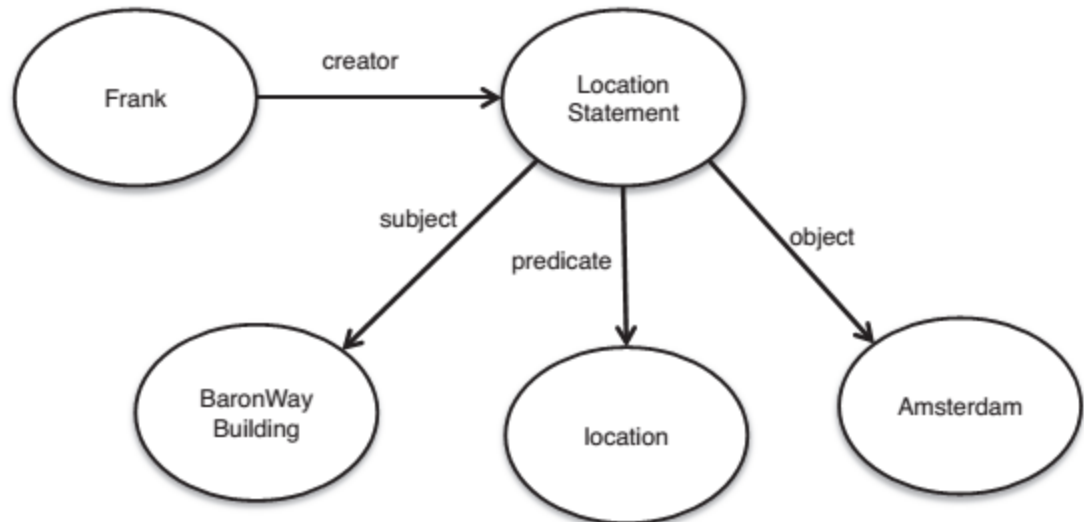 creator
Frank
Location
Statement
subject
object
predicate
BaronWay
Building
location
Amsterdam